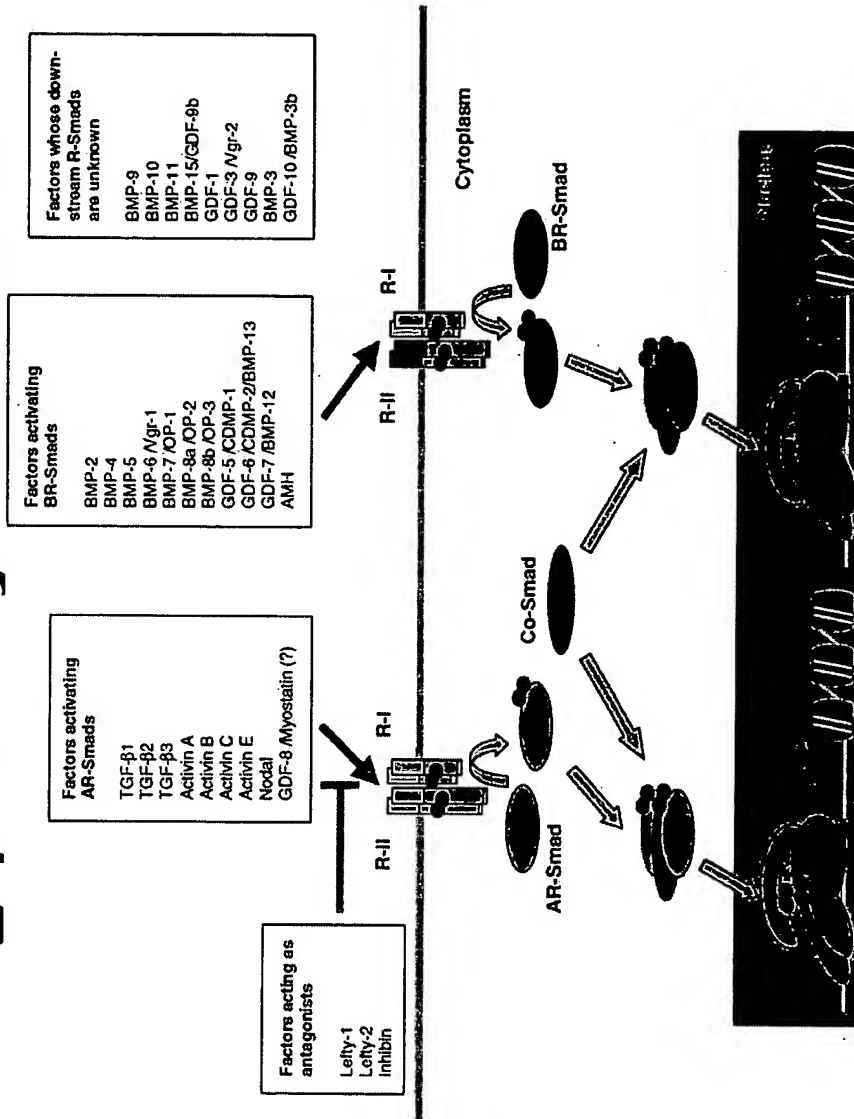 Factors acting as
antagonists
Lefty-1
Lefty-2
Inhibin
Factors activating
AR-Smads
TGF-β1
TGF-β2
TGF-β3
Activin A
Activin B
Activin C
Activin E
Nodal
GDF-8 /Myostatin (?)
Factors activating
BR-Smads
BMP-2
BMP-4
BMP-5
BMP-6 /Vgr-1
BMP-7 /OP-1
BMP-8a /OP-2
BMP-8b /OP-3
GDF-5 /CDMP-1
GDF-6 /CDMP-2/BMP-13
GDF-7 /BMP-12
AMH
Factors whose down-
stream R-Smads
are unknown
BMP-9
BMP-10
BMP-11
BMP-15/GDF-9b
GDF-1
GDF-3 /Vgr-2
GDF-9
BMP-3
GDF-10 /BMP-3b
R-II
R-I
R-II
R-I
Cytoplasm
AR-Smad
Co-Smad
BR-Smad
Nucleus